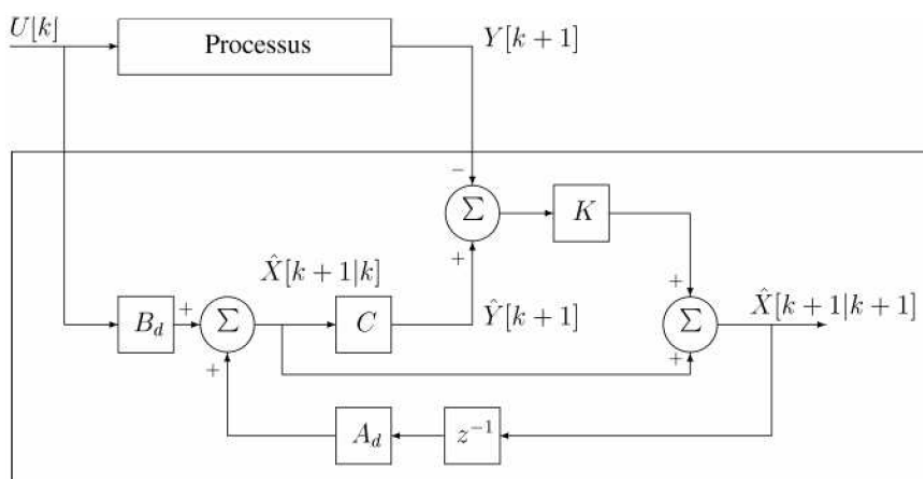 U[k]
Processus
Y[k + 1]
−
Σ
K
+
X̂[k + 1|k]
+
X̂[k + 1|k + 1]
B_d
+
Σ
C
Ŷ[k + 1]
Σ
+
+
A_d
z⁻¹